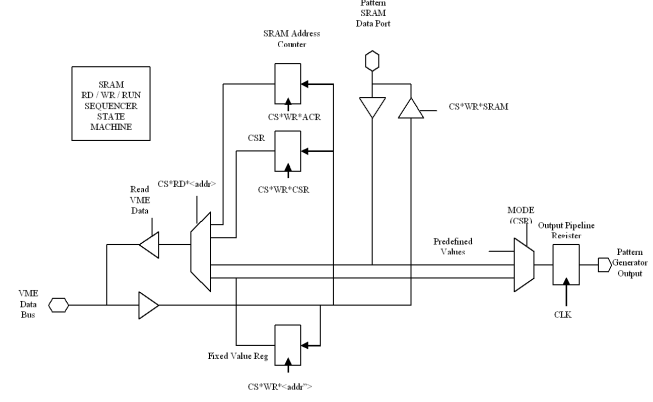 Pattern
SRAM
Data Port
SRAM Address
Counter
SRAM
RD / WR / RUN
SEQUENCER
STATE
MACHINE
CS*WR*ACR
CS*WR*SRAM
CSR
CS*WR*CSR
CS*RD*<addr>
Read
VME
Data
MODE
(CSR)
Output Pipeline
Register
Predefined
Values
Pattern
Generator
Output
VME
Data
Bus
CLK
Fixed Value Reg
CS*WR*<addr">